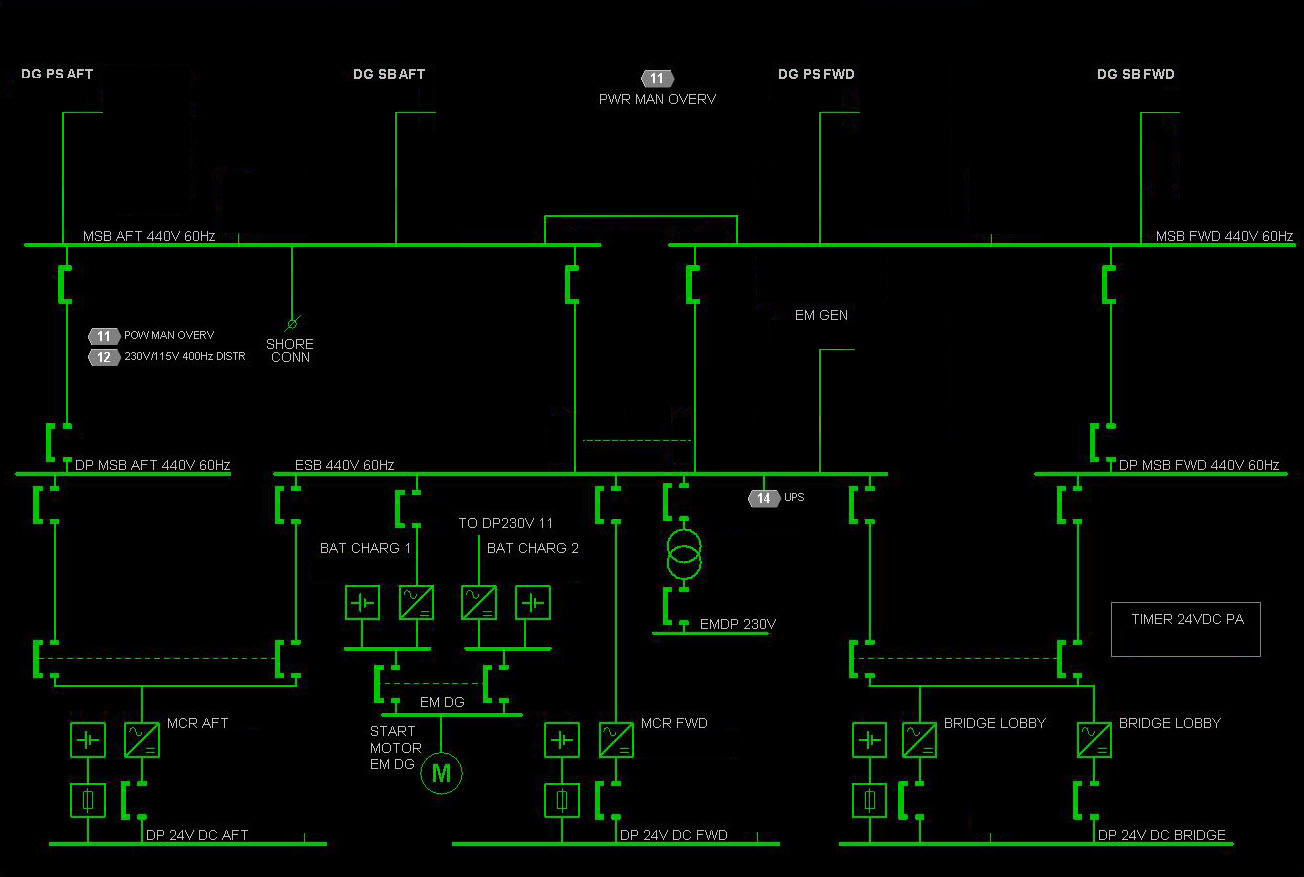 DG PS AFT
DG SB AFT
11
DG PS FWD
DG SB FWD
PWR MAN OVERV
MSB AFT 440V 60Hz
MSB FWD 440V 60Hz
EM GEN
11 POW MAN OVERV
12 230V/115V 400Hz DISTR
SHORE
CONN
DP MSB AFT 440V 60Hz
ESB 440V 60Hz
DP MSB FWD 440V 60Hz
14 UPS
TO DP230V 11
BAT CHARG 1
BAT CHARG 2
EMDP 230V
TIMER 24VDC PA
EM DG
START
MOTOR
EM DG
M
MCR AFT
MCR FWD
BRIDGE LOBBY
BRIDGE LOBBY
DP 24V DC AFT
DP 24V DC FWD
DP 24V DC BRIDGE